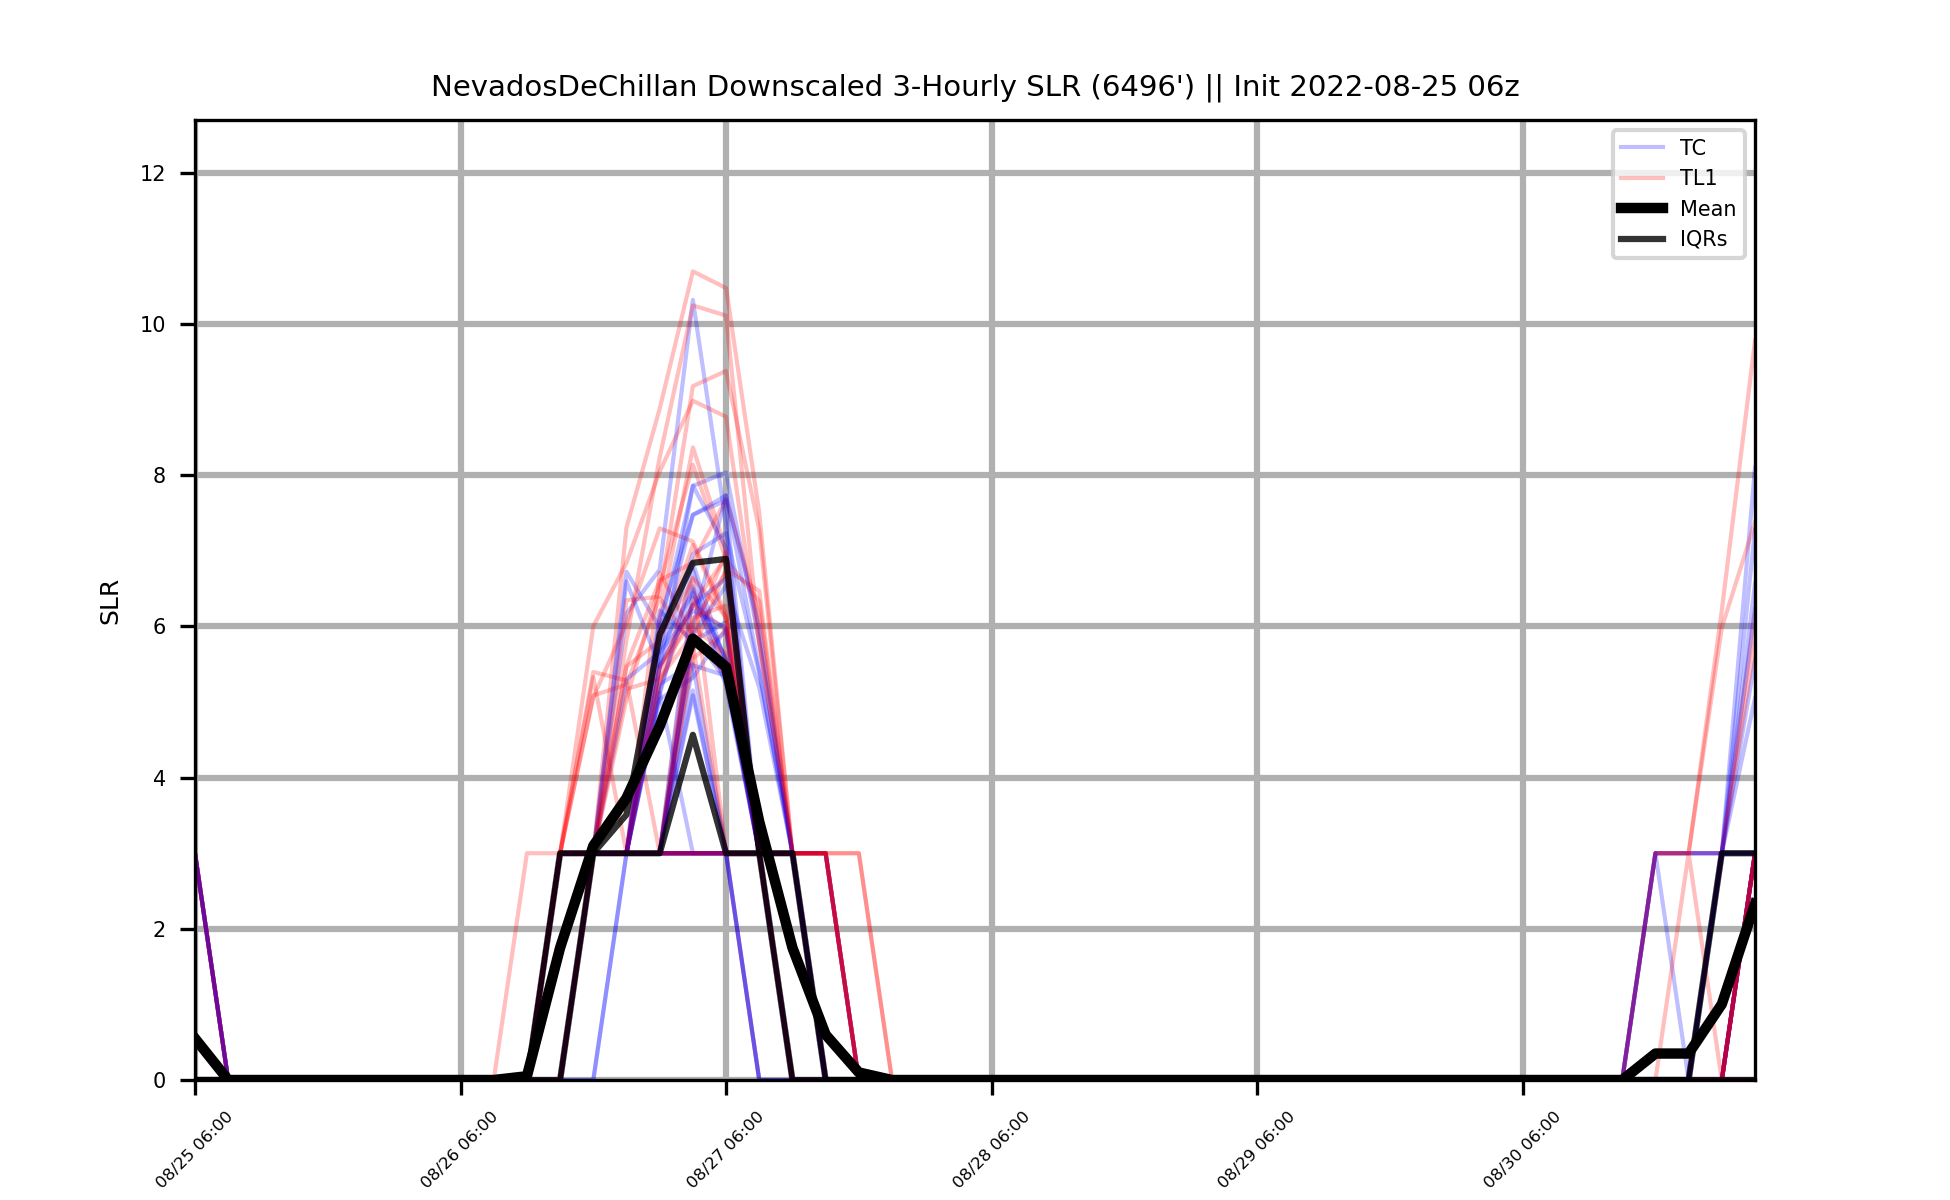 NevadosDeChillan Downscaled 3-Hourly SLR (6496') || Init 2022-08-25 06z
TC
TL1
Mean
IQRs
12
10
8
6
4
2
0
SLR
08/25 06:00
08/26 06:00
08/27 06:00
08/28 06:00
08/29 06:00
08/30 06:00